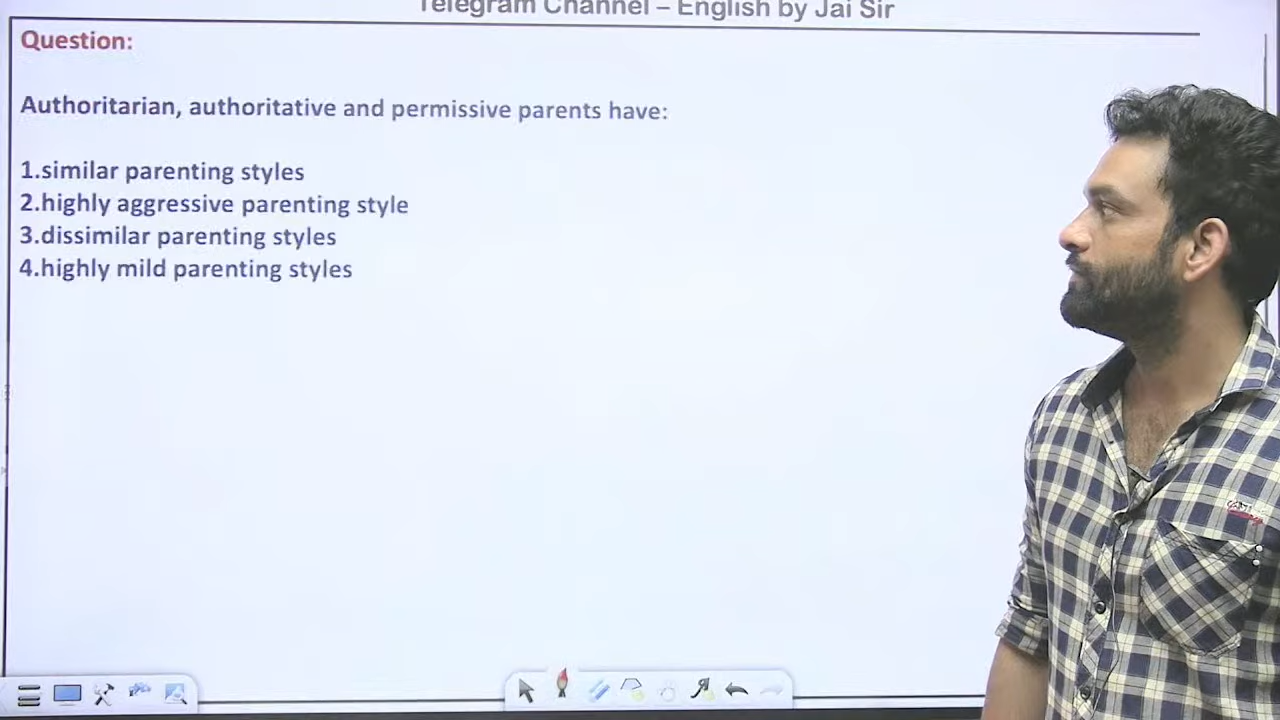 Telegram Channel – English by Jai Sir
Question:
Authoritarian, authoritative and permissive parents have:
1.similar parenting styles
2.highly aggressive parenting style
3.dissimilar parenting styles
4.highly mild parenting styles